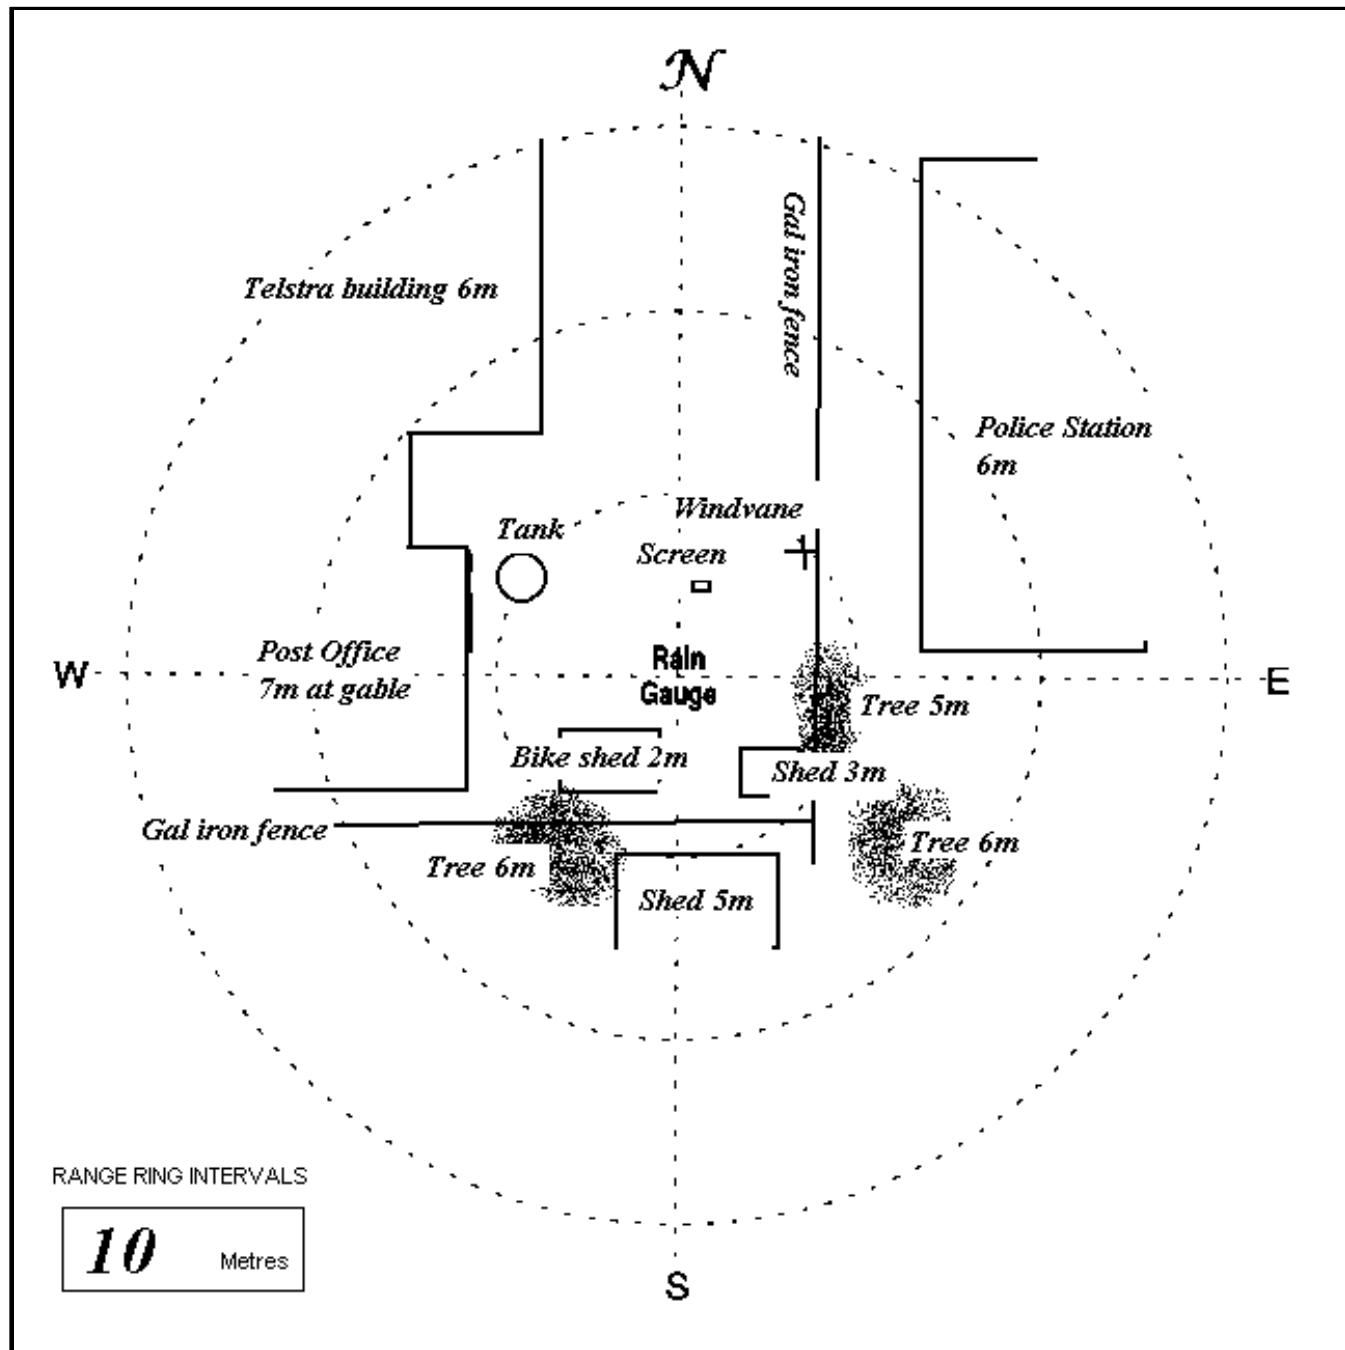 N
Gal iron fence
Telstra building 6m
Police Station
6m
Windvane
Tank
Screen
Post Office
7m at gable
Rain
Gauge
W
E
Tree 5m
Bike shed 2m
Shed 3m
Gal iron fence
Tree 6m
Tree 6m
Shed 5m
RANGE RING INTERVALS
10 Metres
S